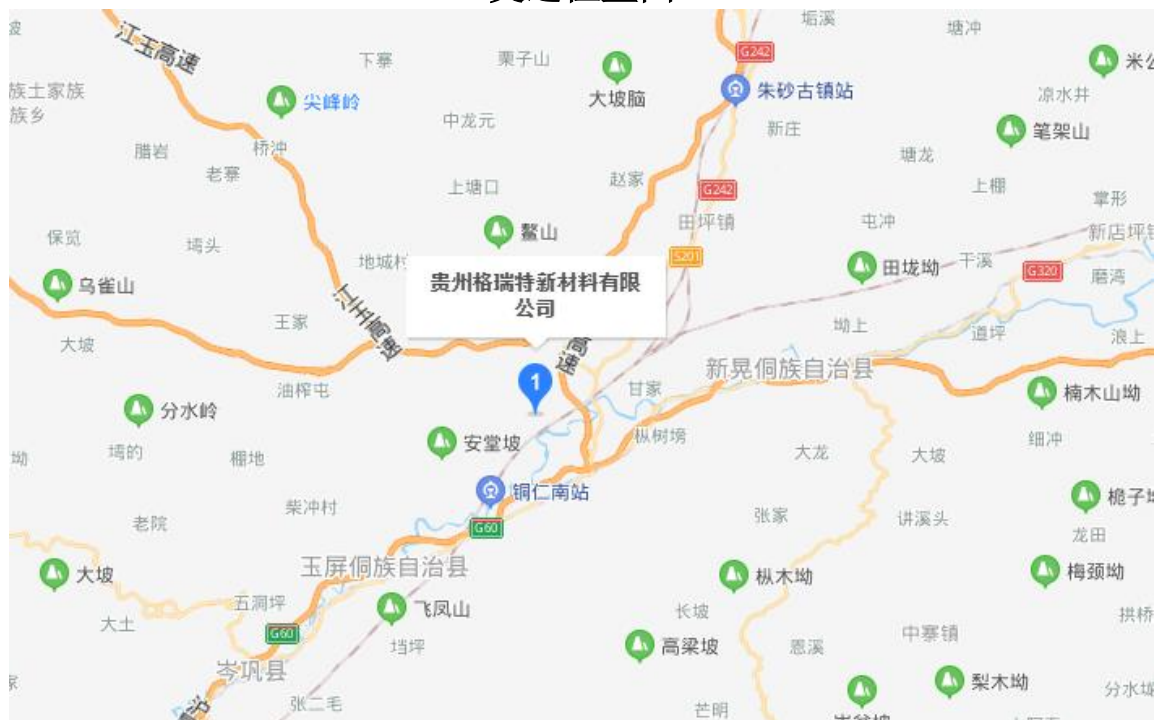 垢溪
塘冲
坡
江玉高速
下寨
栗子山
G242
米公
族土家族
族乡
尖峰岭
大坡脑
朱砂古镇站
凉水井
中龙元
新庄
笔架山
腊岩
桥冲
老寨
上塘口
赵家
G242
塘龙
上棚
掌形
保览
塆头
鳌山
田坪镇
屯冲
新店坪镇
地城村
S201
田垅坳
干溪
G320
磨湾
乌雀山
贵州格瑞特新材料有限
公司
江玉高速
王家
大坡
高速
坳上
道坪
浪上
新晃侗族自治县
油榨屯
1
甘家
楠木山坳
分水岭
安堂坡
枞树塝
细冲
坳
塆的
棚地
大龙
大坡
铜仁南站
柴冲村
老院
G60
张家
讲溪头
桅子坳
龙田
大坡
玉屏侗族自治县
枞木坳
梅颈坳
五洞坪
飞凤山
长坡
大土
G60
垱坪
高梁坡
恩溪
中寨镇
拱桥
岑巩县
家
梨木坳
分水坳
沪
张二毛
芒明